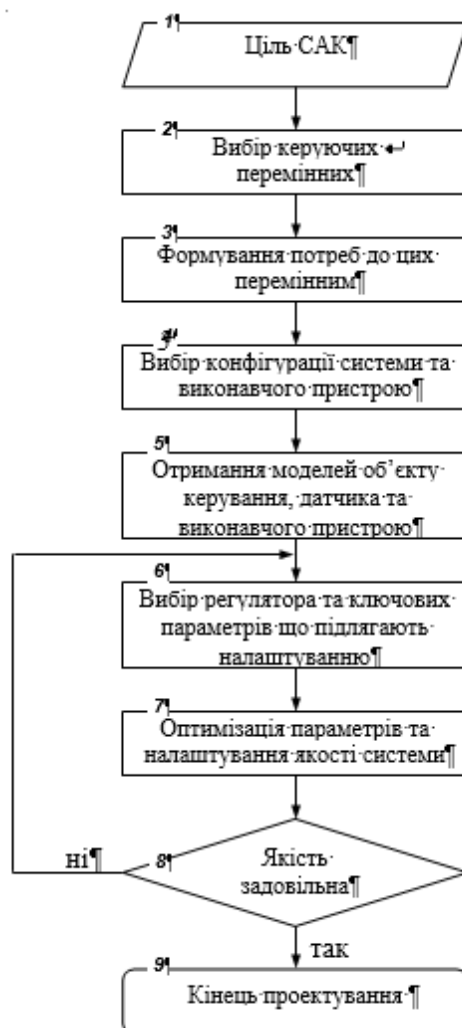 1¶
Ціль·САК¶
2¶
Вибір·керуючих·↵
перемінних¶
3¶
Формування·потреб·до·цих·
перемінним¶
Вибір·конфігурації·системи·та·
виконавчого·пристрою¶
5¶
Отримання·моделей·об’єкту·
керування,·датчика·та·
виконавчого·пристрою¶
6¶
Вибір·регулятора·та·ключових·
параметрів·що·підлягають·
налаштуванню¶
7¶
Оптимізація·параметрів·та·
налаштування·якості·системи¶
8¶
Якість·
задовільна¶
ні¶
так
9¶
Кінець·проектування·¶